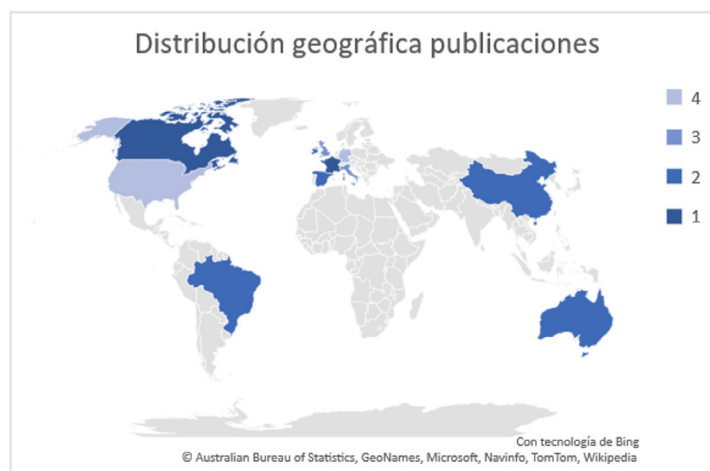 Distribución geográfica publicaciones
4
3
2
1
Con tecnología de Bing
© Australian Bureau of Statistics, GeoNames, Microsoft, Navinfo, TomTom, Wikipedia